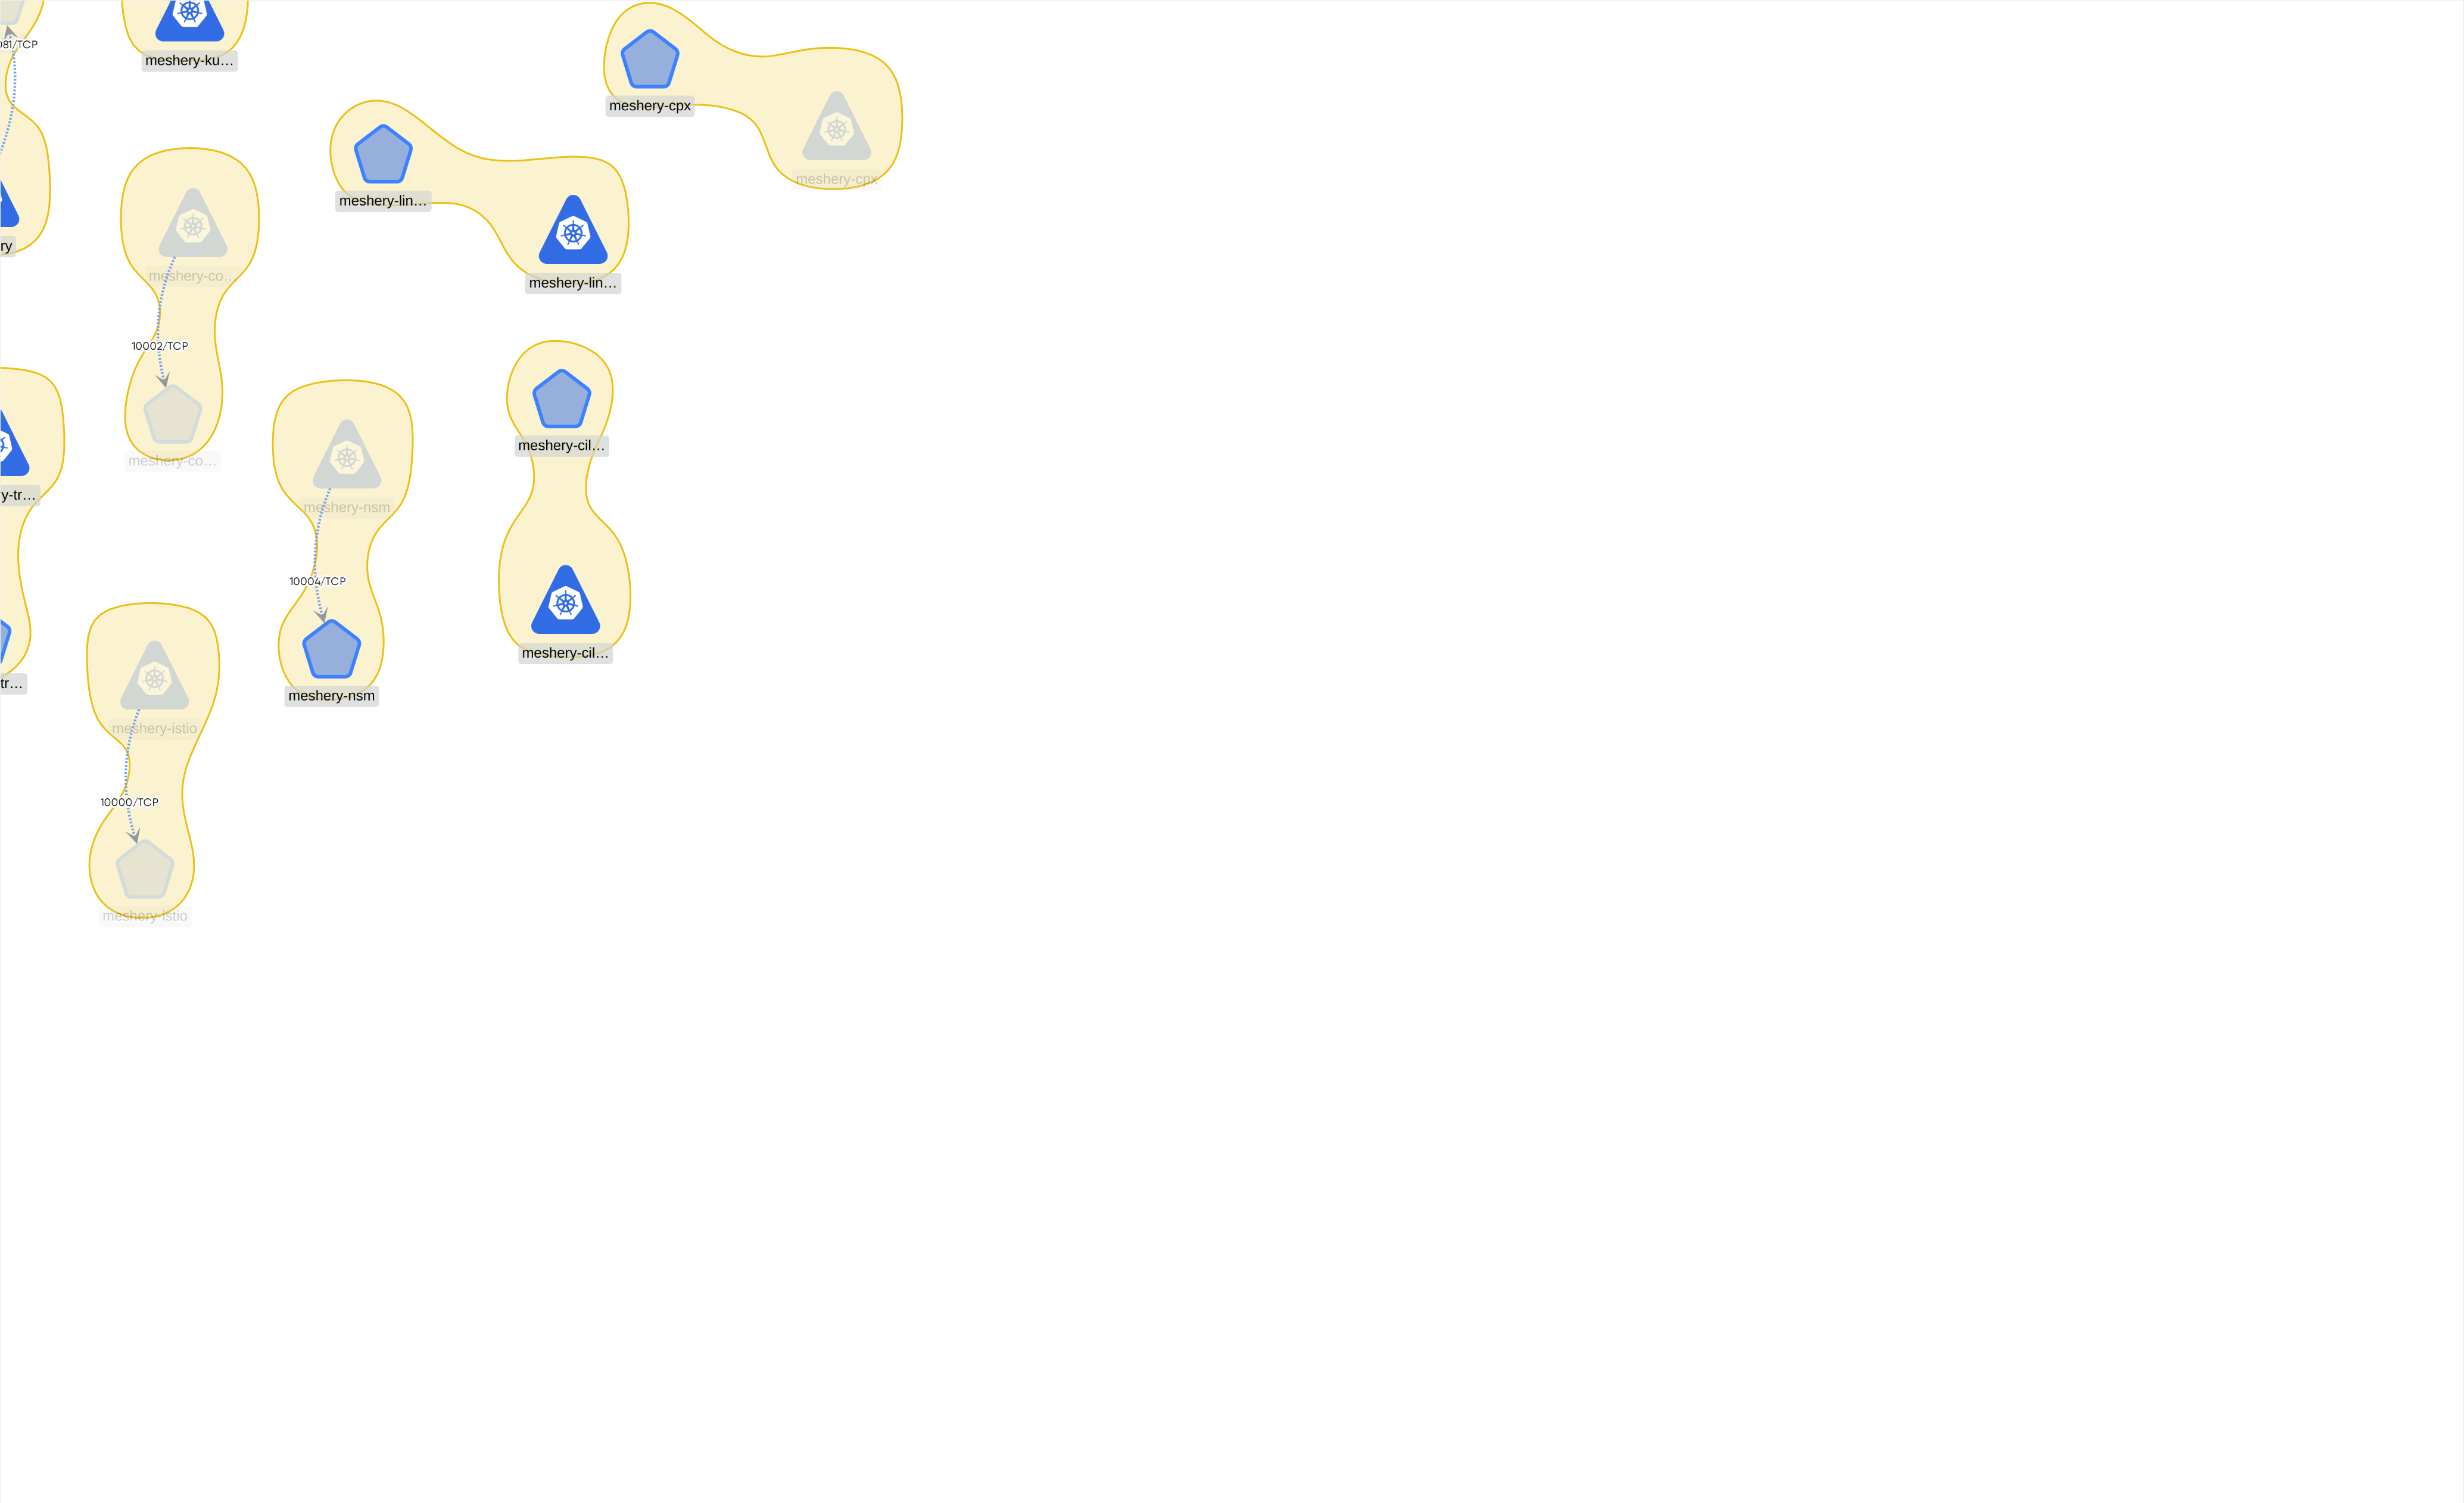 081/TCP
meshery-ku…
meshery-cpx
meshery-cpx
meshery-lin…
meshery-lin…
ry
meshery-co…
10002/TCP
meshery-co…
meshery-cil…
meshery-cil…
y-tr…
meshery-nsm
10004/TCP
meshery-nsm
tr…
meshery-istio
10000/TCP
meshery-istio